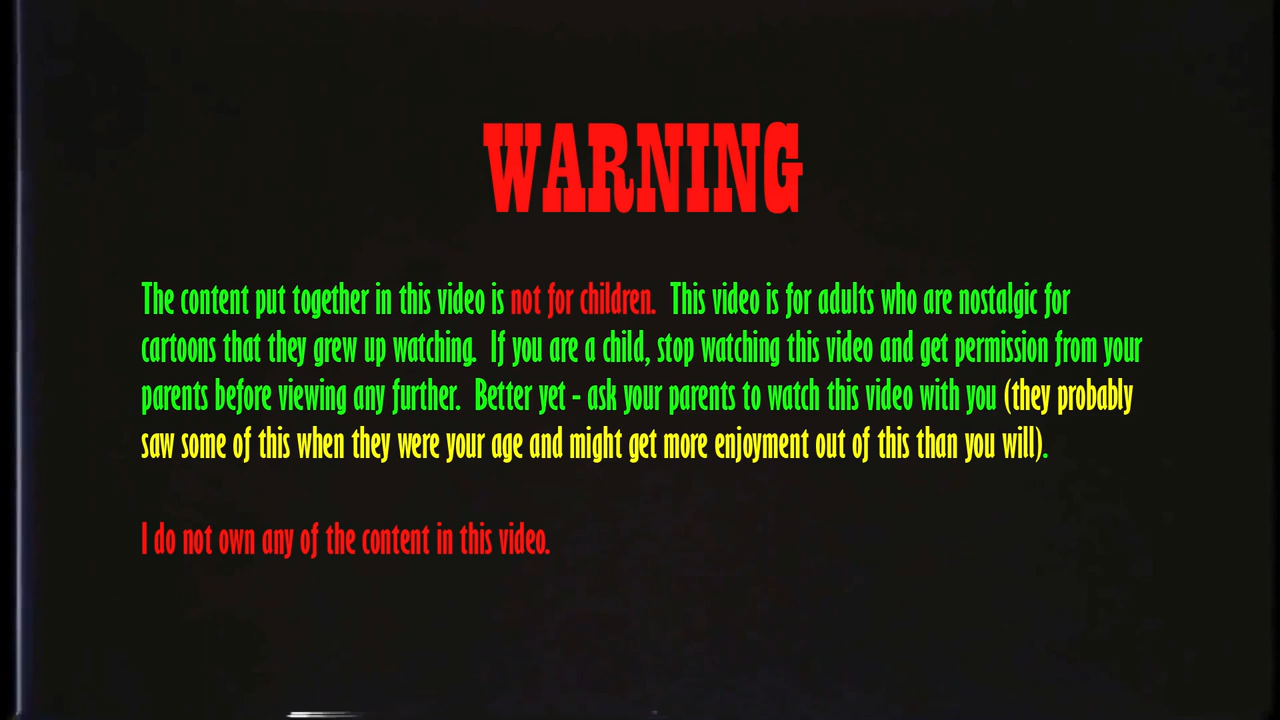 WARNING
The content put together in this video is not for children.  This video is for adults who are nostalgic for
cartoons that they grew up watching.  If you are a child, stop watching this video and get permission from your
parents before viewing any further.  Better yet - ask your parents to watch this video with you (they probably
saw some of this when they were your age and might get more enjoyment out of this than you will).
I do not own any of the content in this video.